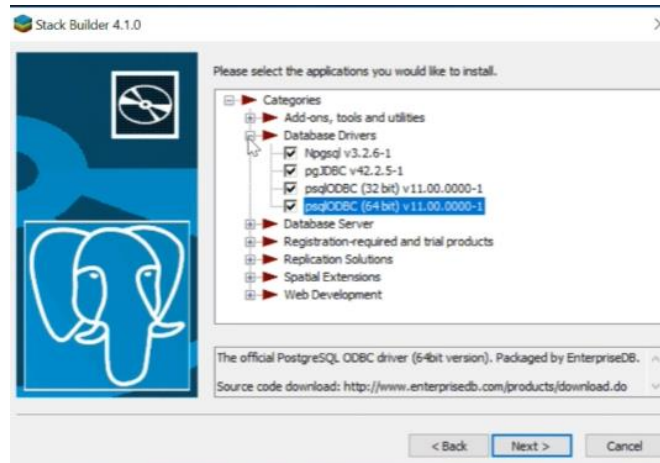 Stack Builder 4.1.0
Please select the applications you would like to install.
Categories
Add-ons, tools and utilities
Database Drivers
Npgsql v3.2.6-1
pgJDBC v42.2.5-1
psqlODBC (32 bit) v11.00.0000-1
psqlODBC (64 bit) v11.00.0000-1
Database Server
Registration-required and trial products
Replication Solutions
Spatial Extensions
Web Development
The official PostgreSQL ODBC driver (64bit version). Packaged by EnterpriseDB.
Source code download: http://www.enterprisedb.com/products/download.do
< Back Next > Cancel